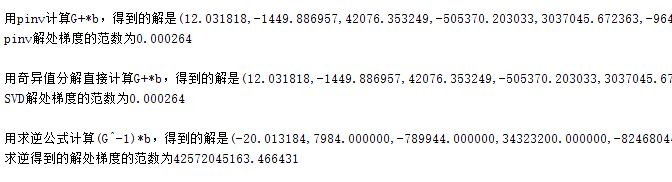 用pinv计算G+*b，得到的解是(12.031818,-1449.886957,42076.353249,-505370.203033,3037045.672363,-964
pinv解处梯度的范数为0.000264
用奇异值分解直接计算G+*b，得到的解是(12.031818,-1449.886957,42076.353249,-505370.203033,3037045.67
SVD解处梯度的范数为0.000264
用求逆公式计算(G^-1)*b，得到的解是(-20.013184,7984.000000,-789944.000000,34323200.000000,-8246804
求逆得到的解处梯度的范数为42572045163.466431